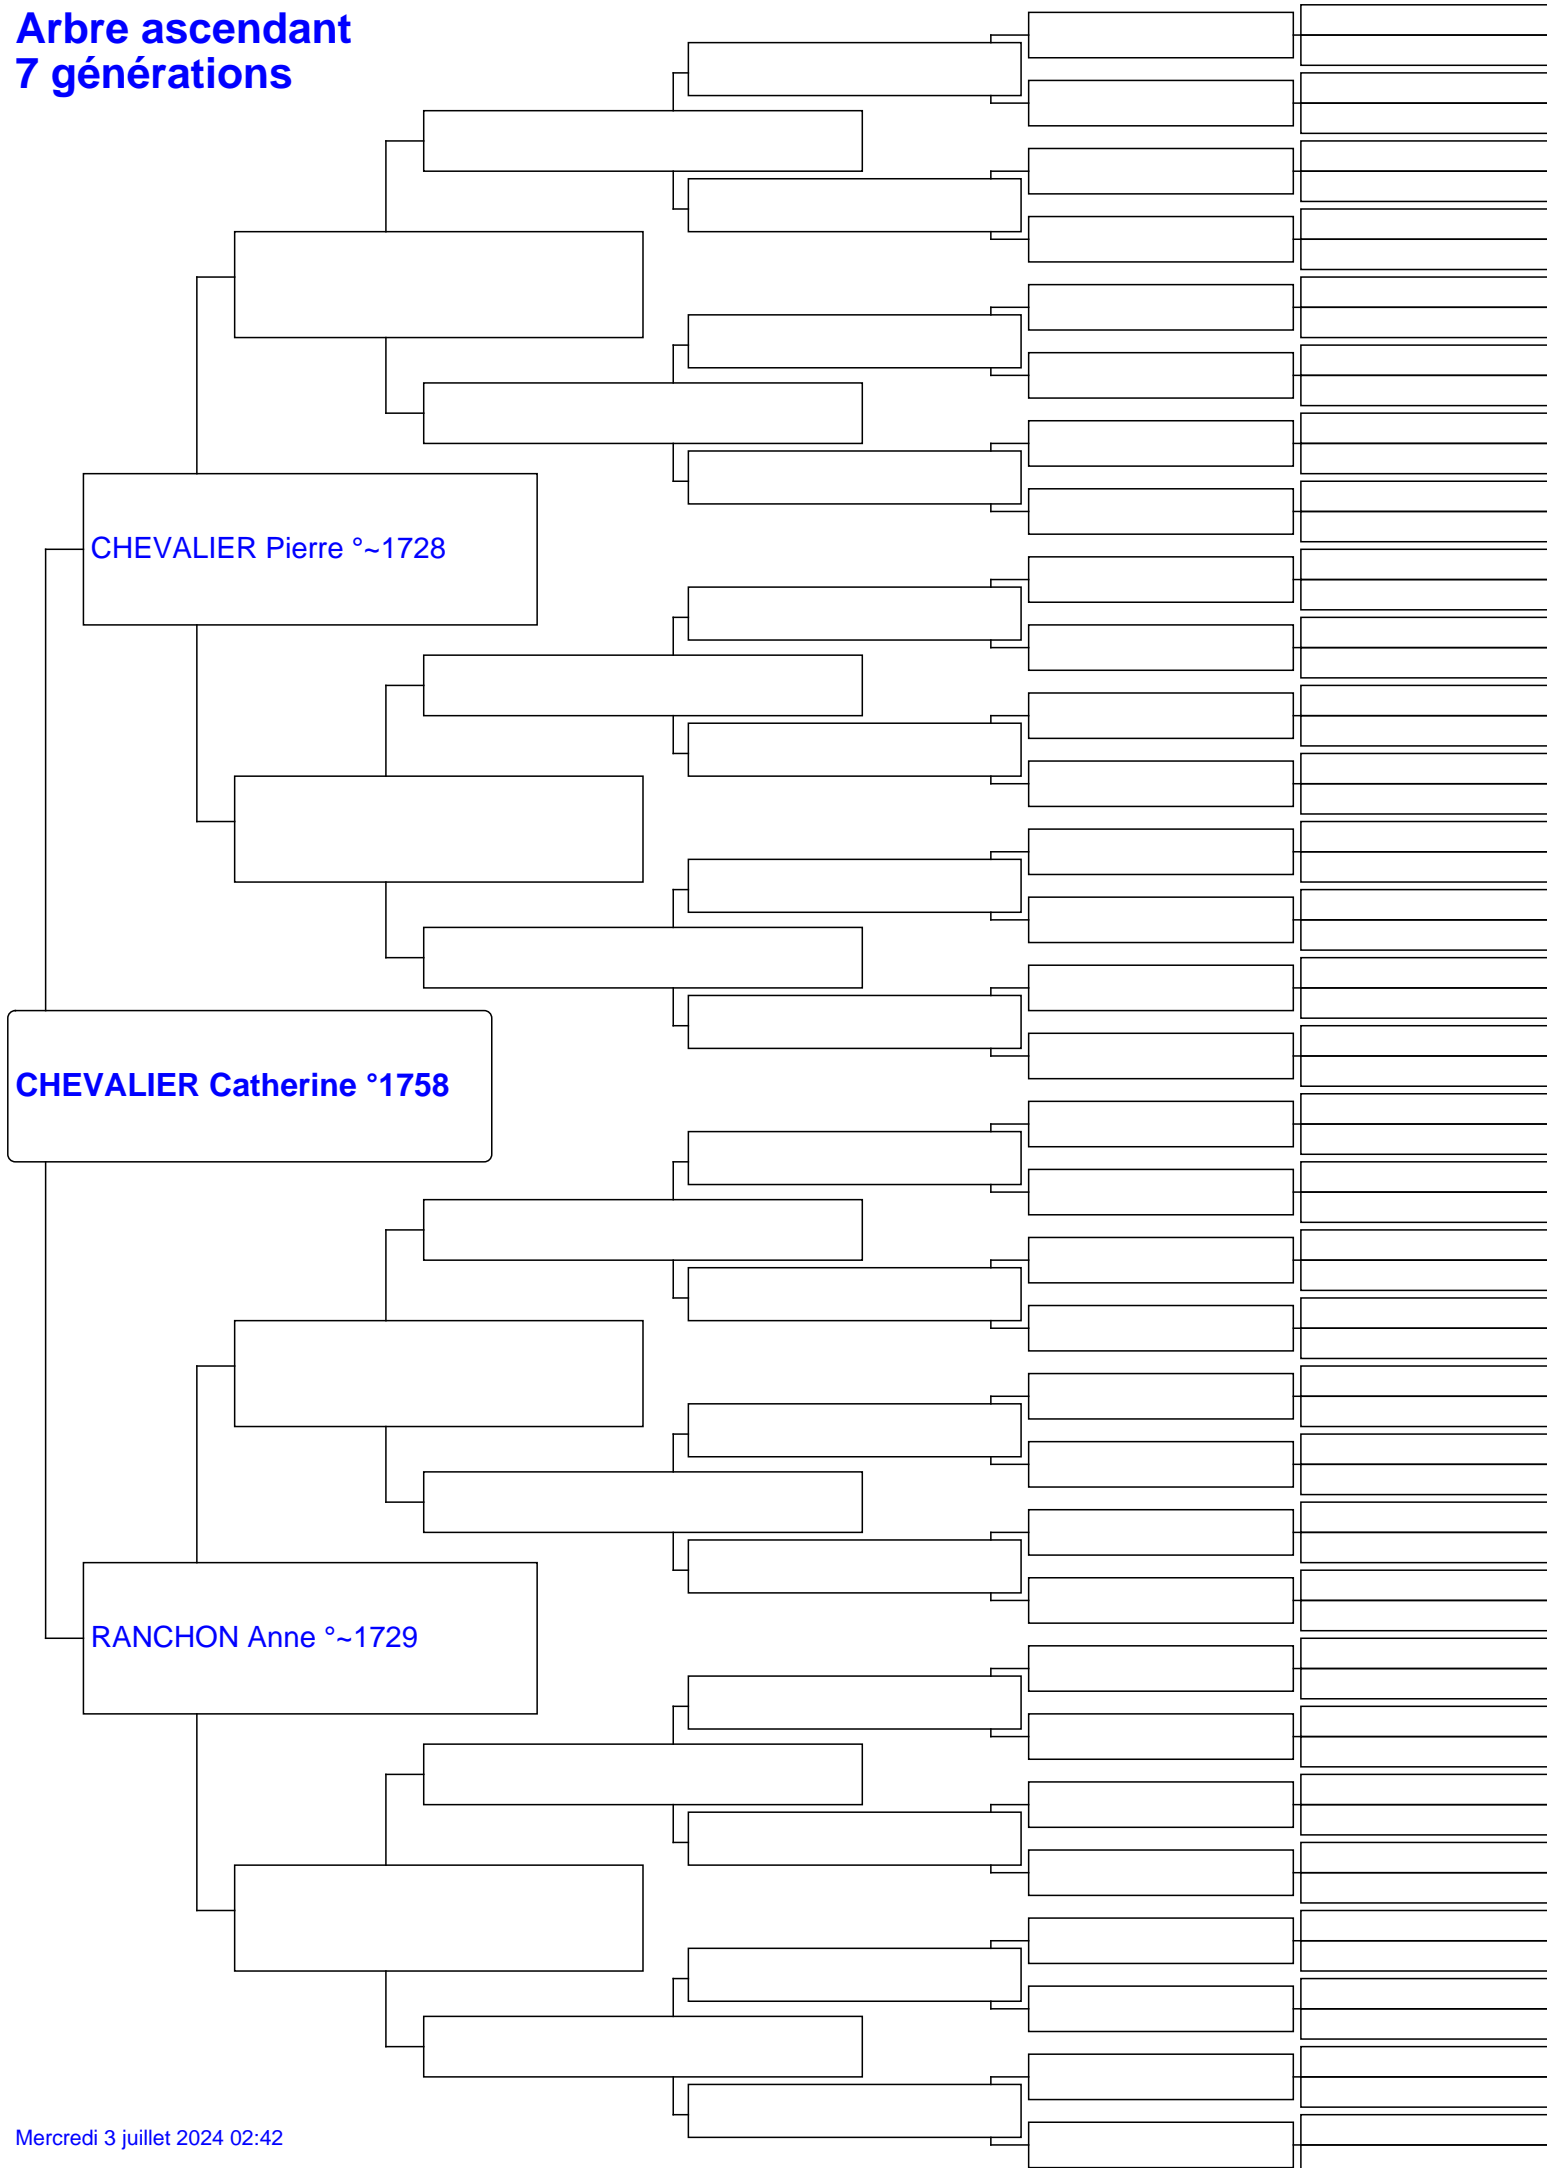 Arbre ascendant
7 générations
CHEVALIER Pierre °~1728
CHEVALIER Catherine °1758
RANCHON Anne °~1729
Mercredi 3 juillet 2024 02:42